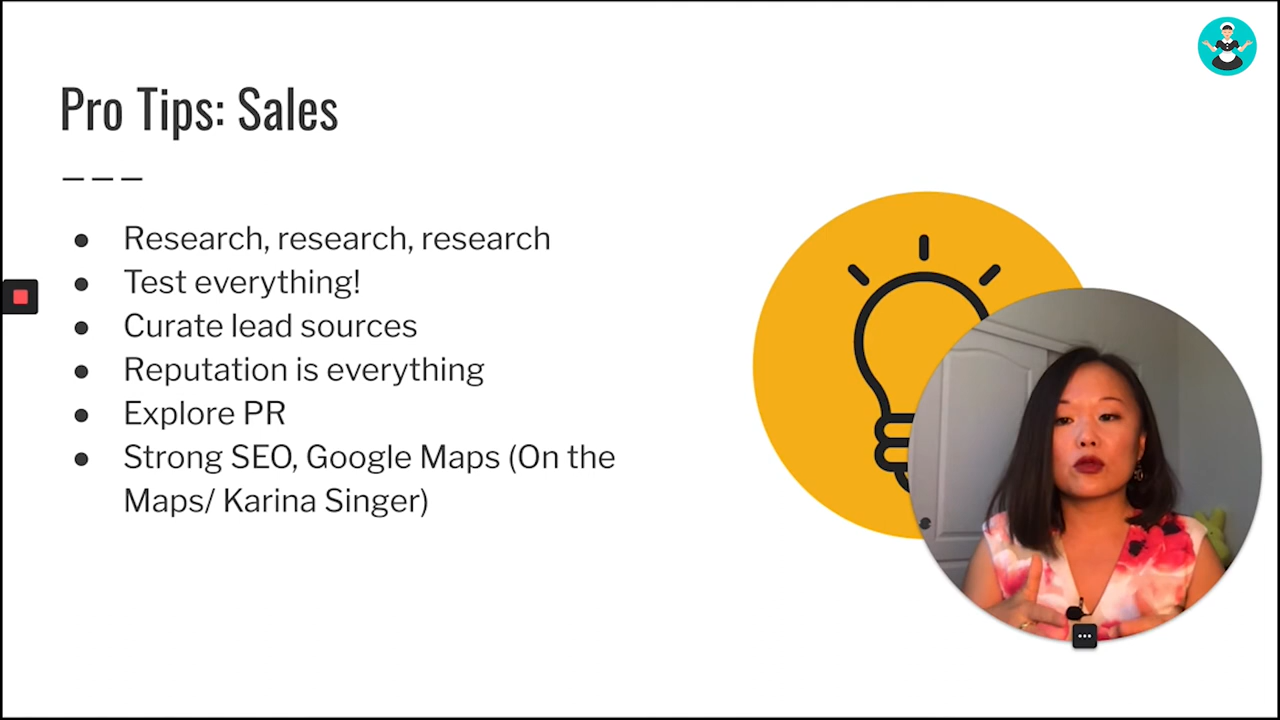 Pro Tips: Sales
Research, research, research
Test everything!
Curate lead sources
Reputation is everything
Explore PR
Strong SEO, Google Maps (On the
Maps/ Karina Singer)